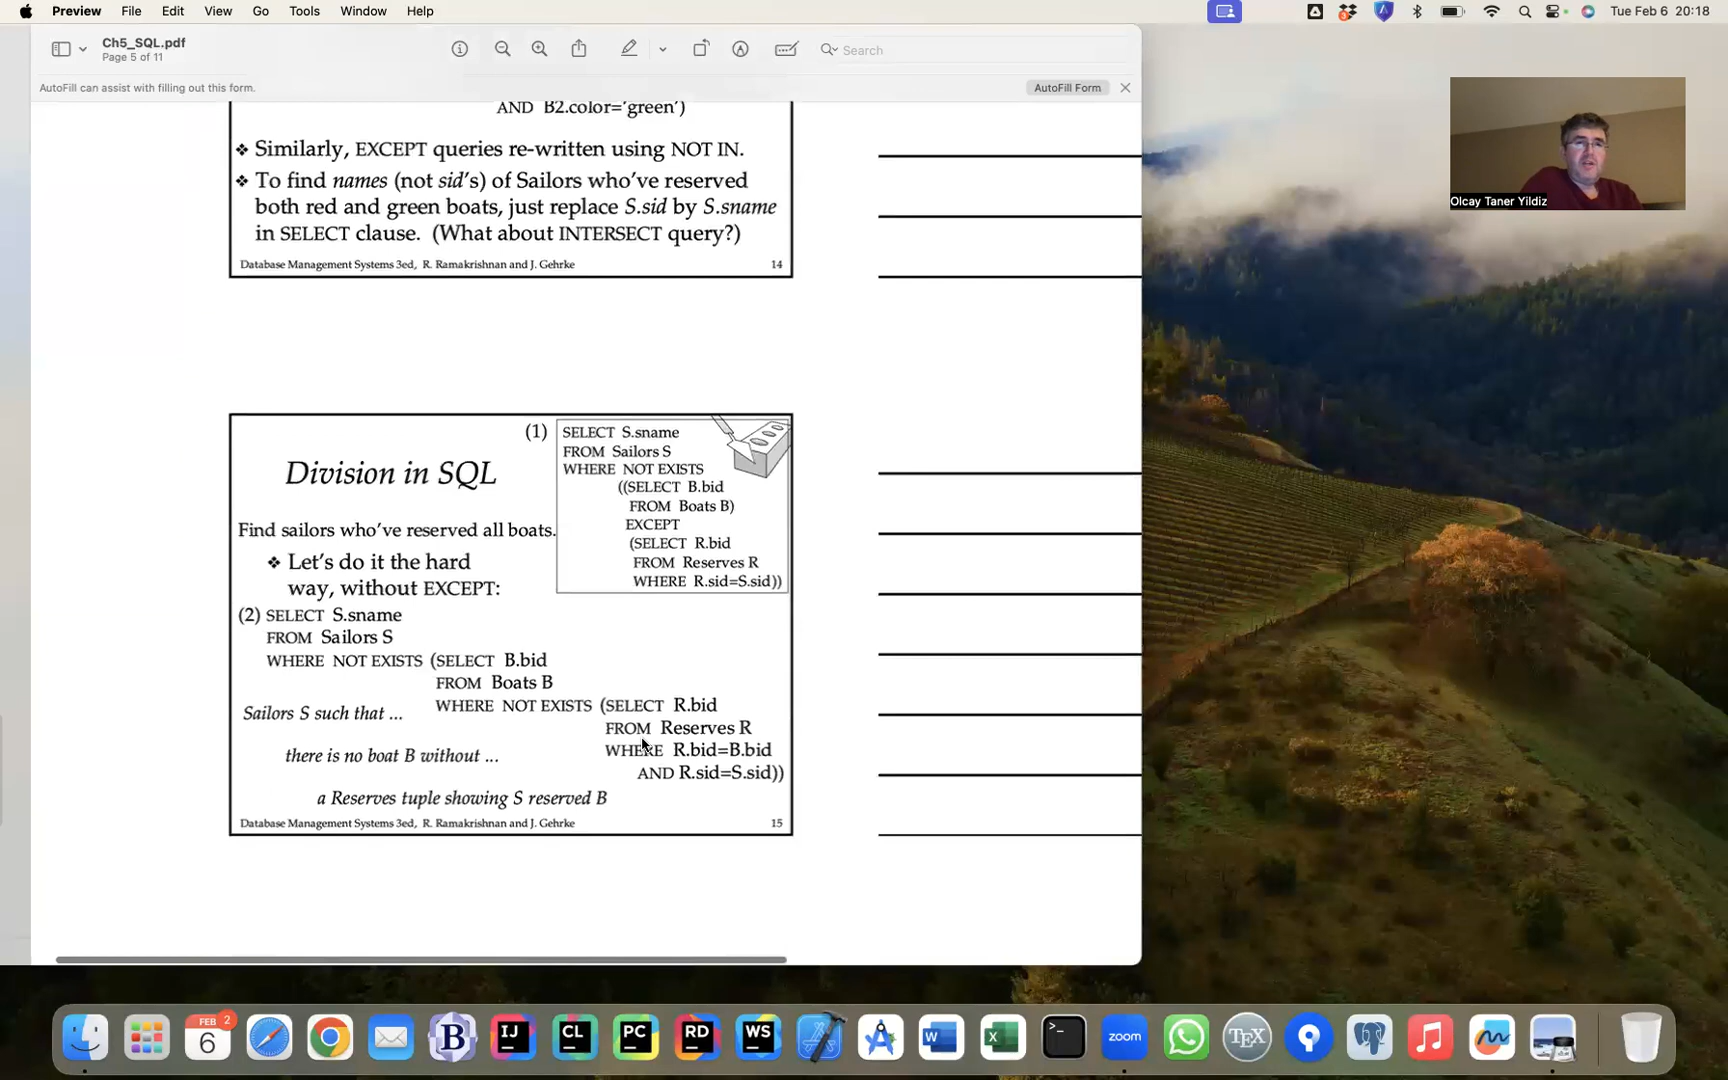 Preview File Edit View Go Tools Window Help
Tue Feb 6 20:18
Ch5_SQL.pdf
Page 5 of 11
Search
AutoFill can assist with filling out this form.
AutoFill Form
AND B2.color='green')
❖ Similarly, EXCEPT queries re-written using NOT IN.
❖ To find names (not sid's) of Sailors who've reserved
both red and green boats, just replace S.sid by S.sname
in SELECT clause. (What about INTERSECT query?)
Database Management Systems 3ed, R. Ramakrishnan and J. Gehrke 14
Division in SQL
(1)
SELECT S.sname
FROM Sailors S
WHERE NOT EXISTS
((SELECT B.bid
FROM Boats B)
EXCEPT
(SELECT R.bid
FROM Reserves R
WHERE R.sid=S.sid))
Find sailors who've reserved all boats.
❖ Let's do it the hard
way, without EXCEPT:
(2) SELECT S.sname
FROM Sailors S
WHERE NOT EXISTS (SELECT B.bid
FROM Boats B
WHERE NOT EXISTS (SELECT R.bid
FROM Reserves R
WHERE R.bid=B.bid
AND R.sid=S.sid))
Sailors S such that ...
there is no boat B without ...
a Reserves tuple showing S reserved B
Database Management Systems 3ed, R. Ramakrishnan and J. Gehrke 15
Olcay Taner Yildiz
FEB 2
6
B
IJ
CL
PC
RD
WS
W
X
>_
zoom
TEX